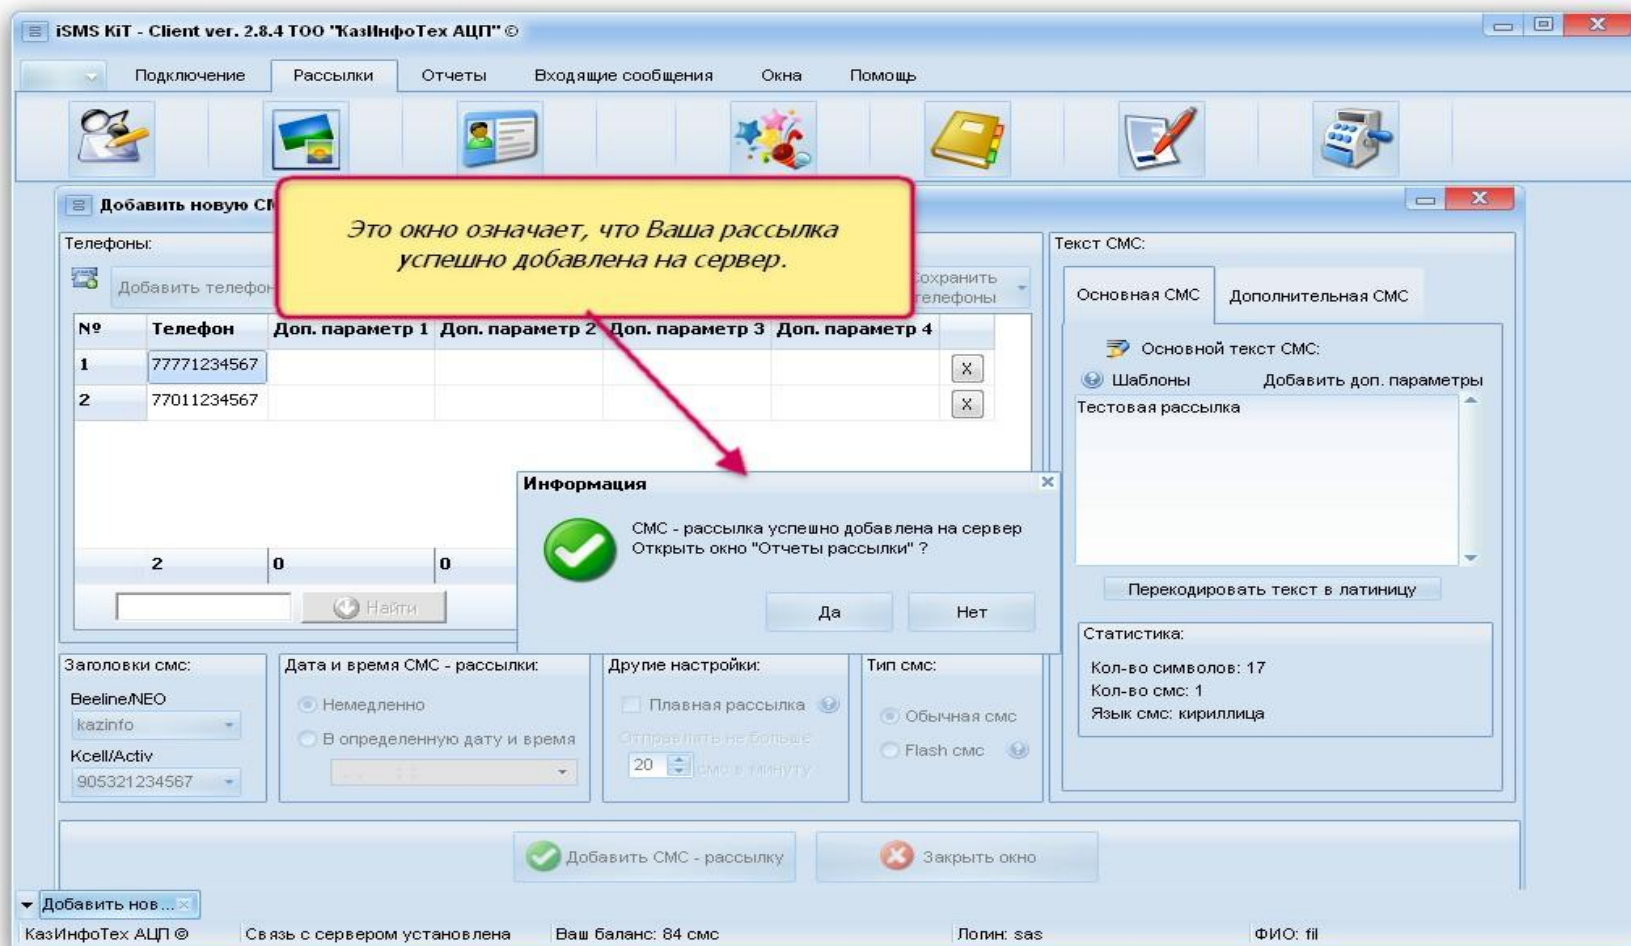 iSMS KiT - Client ver. 2.8.4 ТОО "КазИнфоТех АЦП" ©
Подключение Рассылки Отчеты Входящие сообщения Окна Помощь
Добавить новую
Это окно означает, что Ваша рассылка
успешно добавлена на сервер.
Телефоны:
Добавить
Сохранить
телефоны
№ Телефон Доп. параметр 1 Доп. параметр 2 Доп. параметр 3 Доп. параметр 4
1 77771234567 X
2 77011234567 X
2 0 0
Найти
Текст СМС:
Основная СМС Дополнительная СМС
Основной текст СМС:
Шаблоны Добавить доп. параметры
Тестовая рассылка
Перекодировать текст в латиницу
Статистика:
Кол-во символов: 17
Кол-во смс: 1
Язык смс: кириллица
Информация
СМС - рассылка успешно добавлена на сервер
Открыть окно "Отчеты рассылки" ?
Да Нет
Заголовки смс:
Beeline/NEO
kazinfo
Kcell/Activ
905321234567
Дата и время СМС - рассылки:
Немедленно
В определенную дату и время
Другие настройки:
Плавная рассылка
Отправлять не больше
20 смс в минуту
Тип смс:
Обычная смс
Flash смс
Добавить СМС - рассылку Закрыть окно
Добавить нов...
КазИнфоТех АЦП © Связь с сервером установлена Ваш баланс: 84 смс Логин: sas ФИО: fil